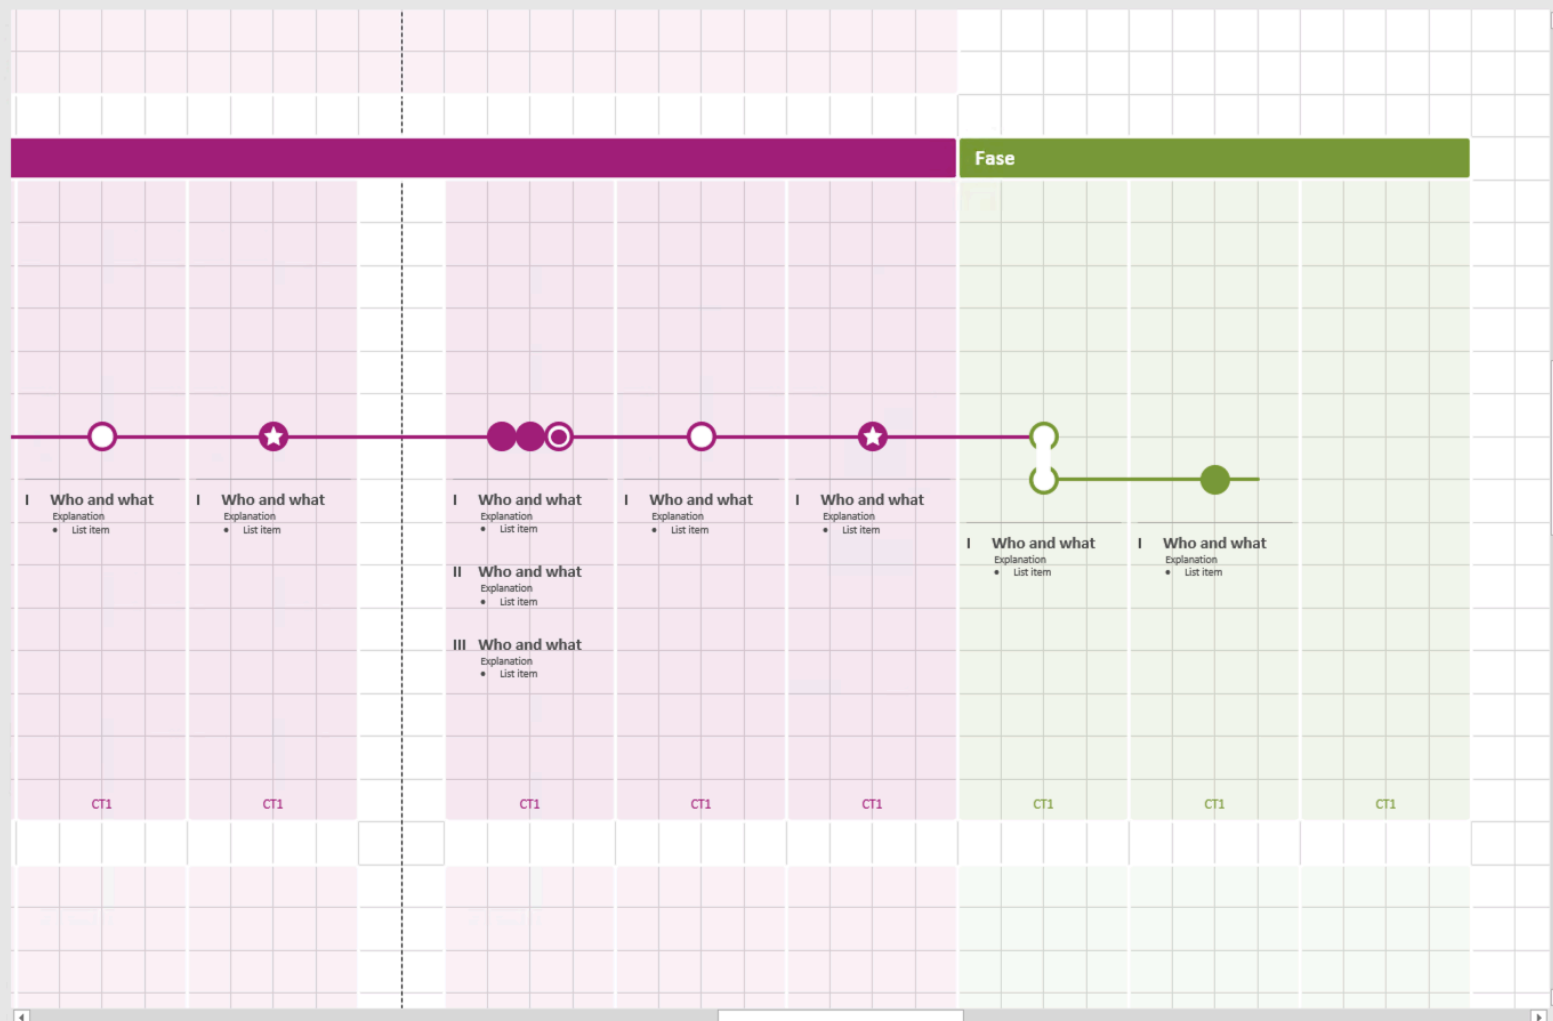 Fase
I Who and what
Explanation
• List item
I Who and what
Explanation
• List item
I Who and what
Explanation
• List item
II Who and what
Explanation
• List item
III Who and what
Explanation
• List item
I Who and what
Explanation
• List item
I Who and what
Explanation
• List item
I Who and what
Explanation
• List item
I Who and what
Explanation
• List item
CT1
CT1
CT1
CT1
CT1
CT1
CT1
CT1